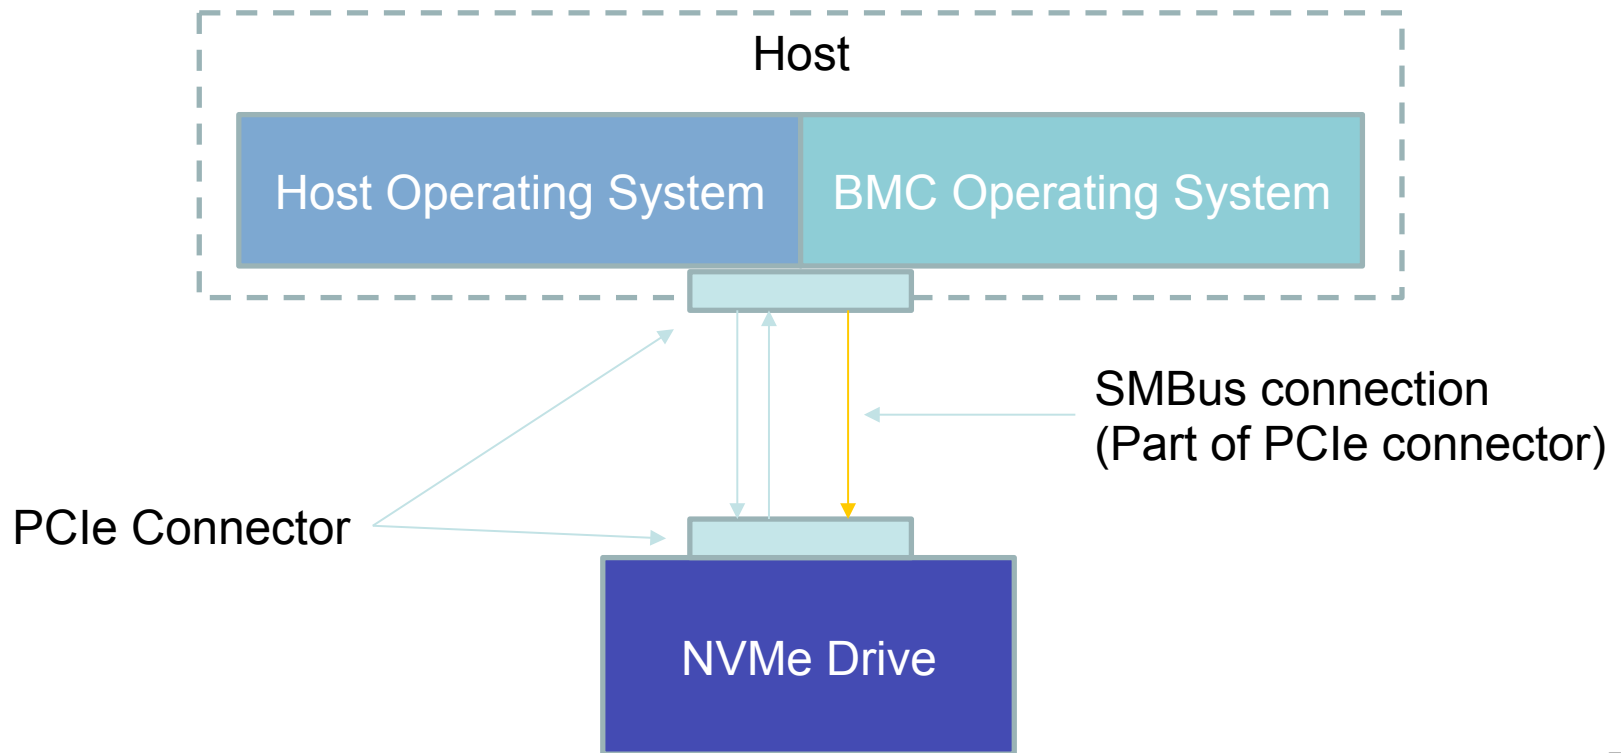 Host
Host Operating System
BMC Operating System
SMBus connection
(Part of PCIe connector)
PCIe Connector
NVMe Drive